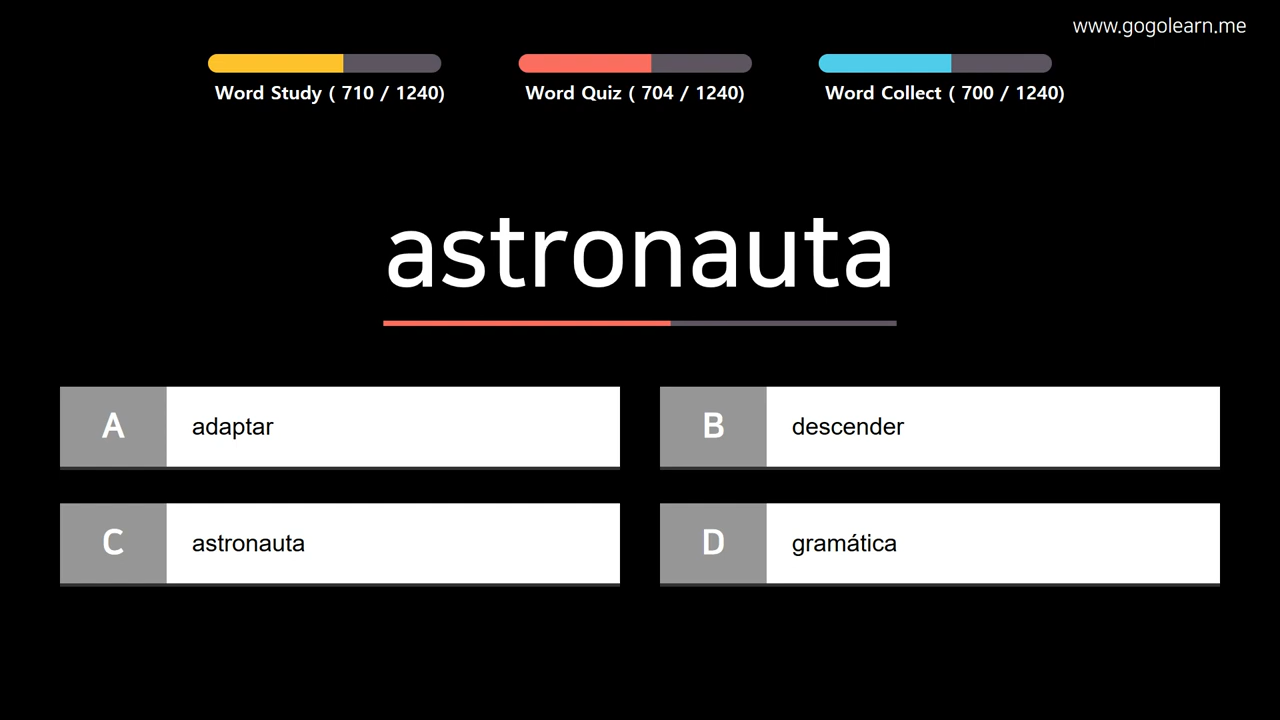 www.gogolearn.me
Word Study ( 710 / 1240)
Word Quiz ( 704 / 1240)
Word Collect ( 700 / 1240)
astronauta
A adaptar
B descender
C astronauta
D gramática